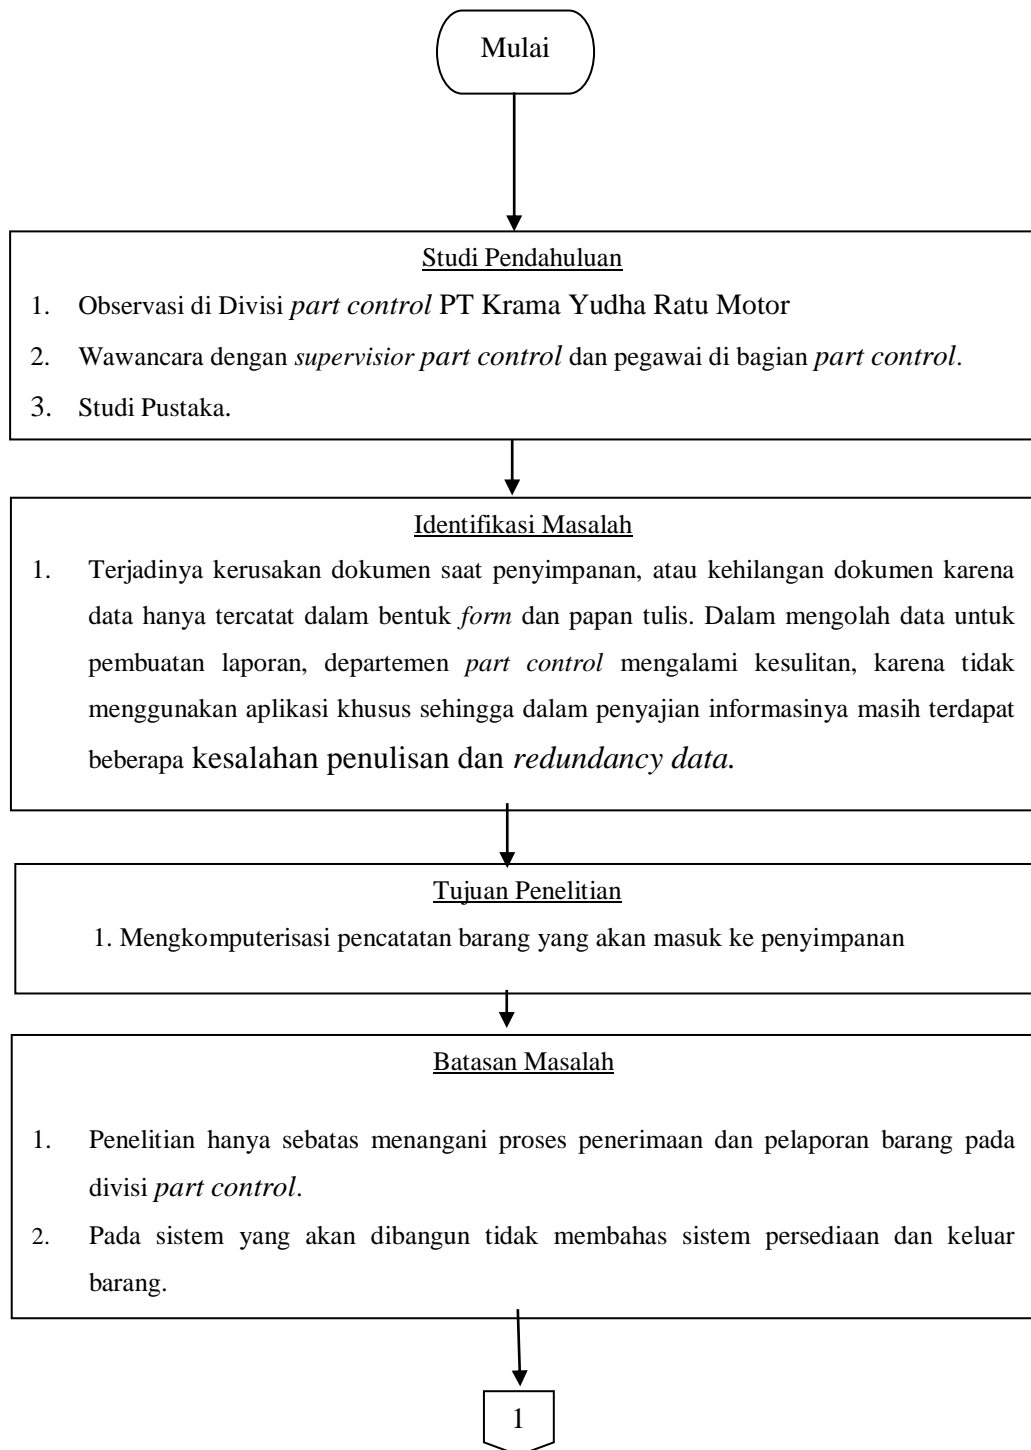 Mulai
Studi Pendahuluan
1. Observasi di Divisi part control PT Krama Yudha Ratu Motor
2. Wawancara dengan supervisior part control dan pegawai di bagian part control.
3. Studi Pustaka.
Identifikasi Masalah
1. Terjadinya kerusakan dokumen saat penyimpanan, atau kehilangan dokumen karena
data hanya tercatat dalam bentuk form dan papan tulis. Dalam mengolah data untuk
pembuatan laporan, departemen part control mengalami kesulitan, karena tidak
menggunakan aplikasi khusus sehingga dalam penyajian informasinya masih terdapat
beberapa kesalahan penulisan dan redundancy data.
Tujuan Penelitian
1. Mengkomputerisasi pencatatan barang yang akan masuk ke penyimpanan
Batasan Masalah
1. Penelitian hanya sebatas menangani proses penerimaan dan pelaporan barang pada
divisi part control.
2. Pada sistem yang akan dibangun tidak membahas sistem persediaan dan keluar
barang.
1